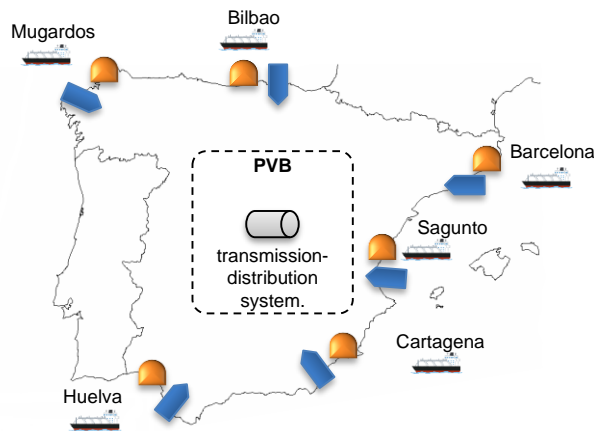 Bilbao
Mugardos
Barcelona
PVB
Sagunto
transmission-
distribution
system.
Cartagena
Huelva